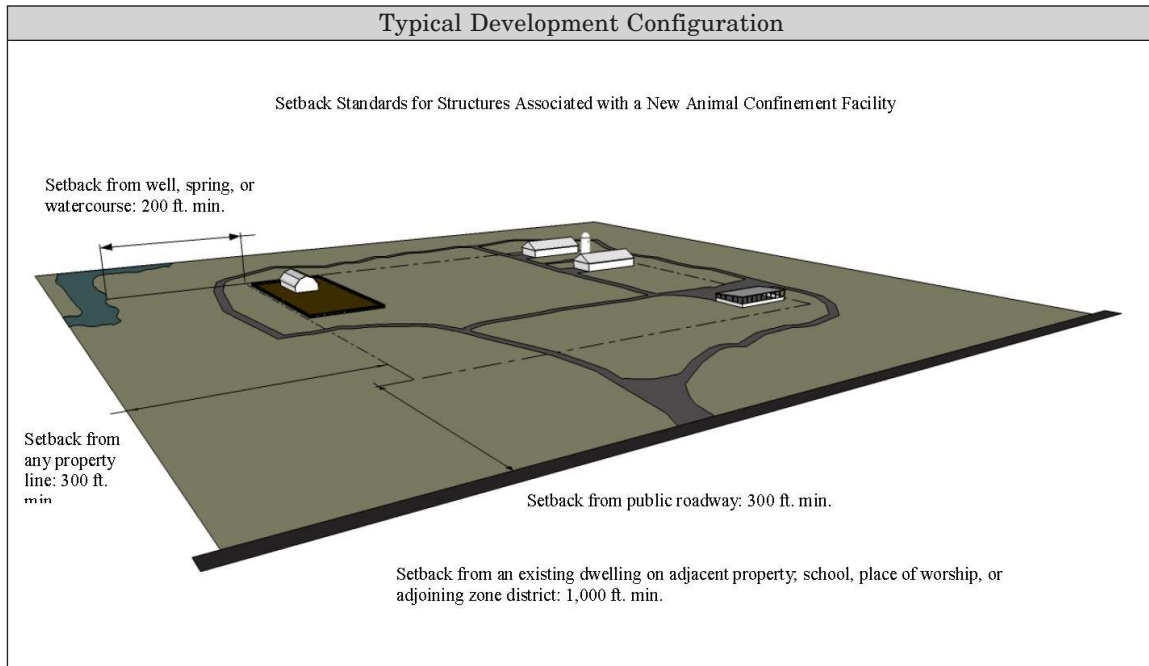 Typical Development Configuration
Setback Standards for Structures Associated with a New Animal Confinement Facility
Setback from well, spring, or
watercourse: 200 ft. min.
Setback from
any property
line: 300 ft.
min
Setback from public roadway: 300 ft. min.
Setback from an existing dwelling on adjacent property; school, place of worship, or
adjoining zone district: 1,000 ft. min.